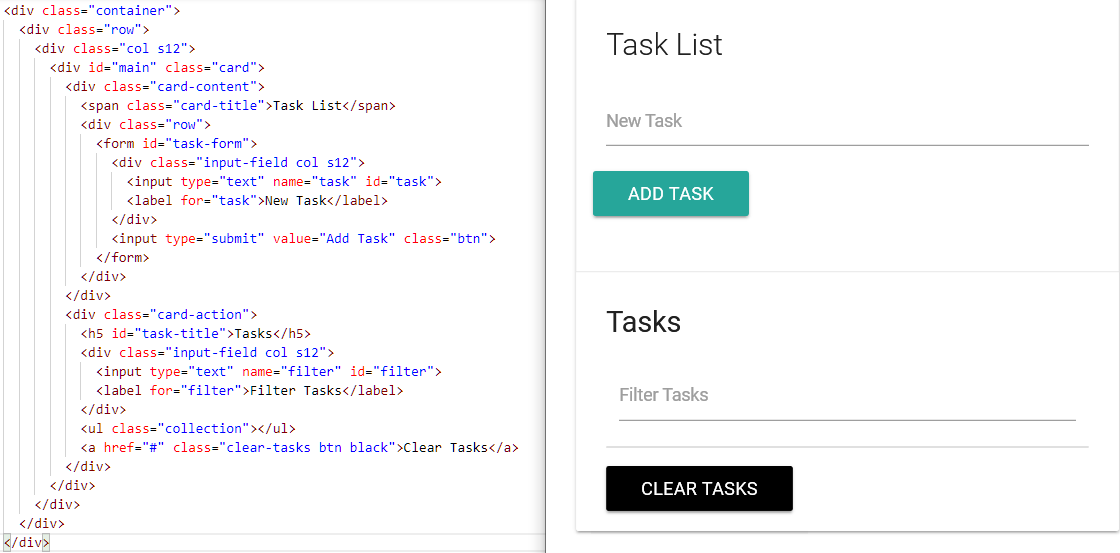 <div class="container">
<div class="row">
<div class="col s12">
<div id="main" class="card">
<div class="card-content">
<span class="card-title">Task List</span>
<div class="row">
<form id="task-form">
<div class="input-field col s12">
<input type="text" name="task" id="task">
<label for="task">New Task</label>
</div>
<input type="submit" value="Add Task" class="btn">
</form>
</div>
</div>
<div class="card-action">
<h5 id="task-title">Tasks</h5>
<div class="input-field col s12">
<input type="text" name="filter" id="filter">
<label for="filter">Filter Tasks</label>
</div>
<ul class="collection"></ul>
<a href="#" class="clear-tasks btn black">Clear Tasks</a>
</div>
</div>
</div>
</div>
</div>
Task List
New Task
ADD TASK
Tasks
Filter Tasks
CLEAR TASKS